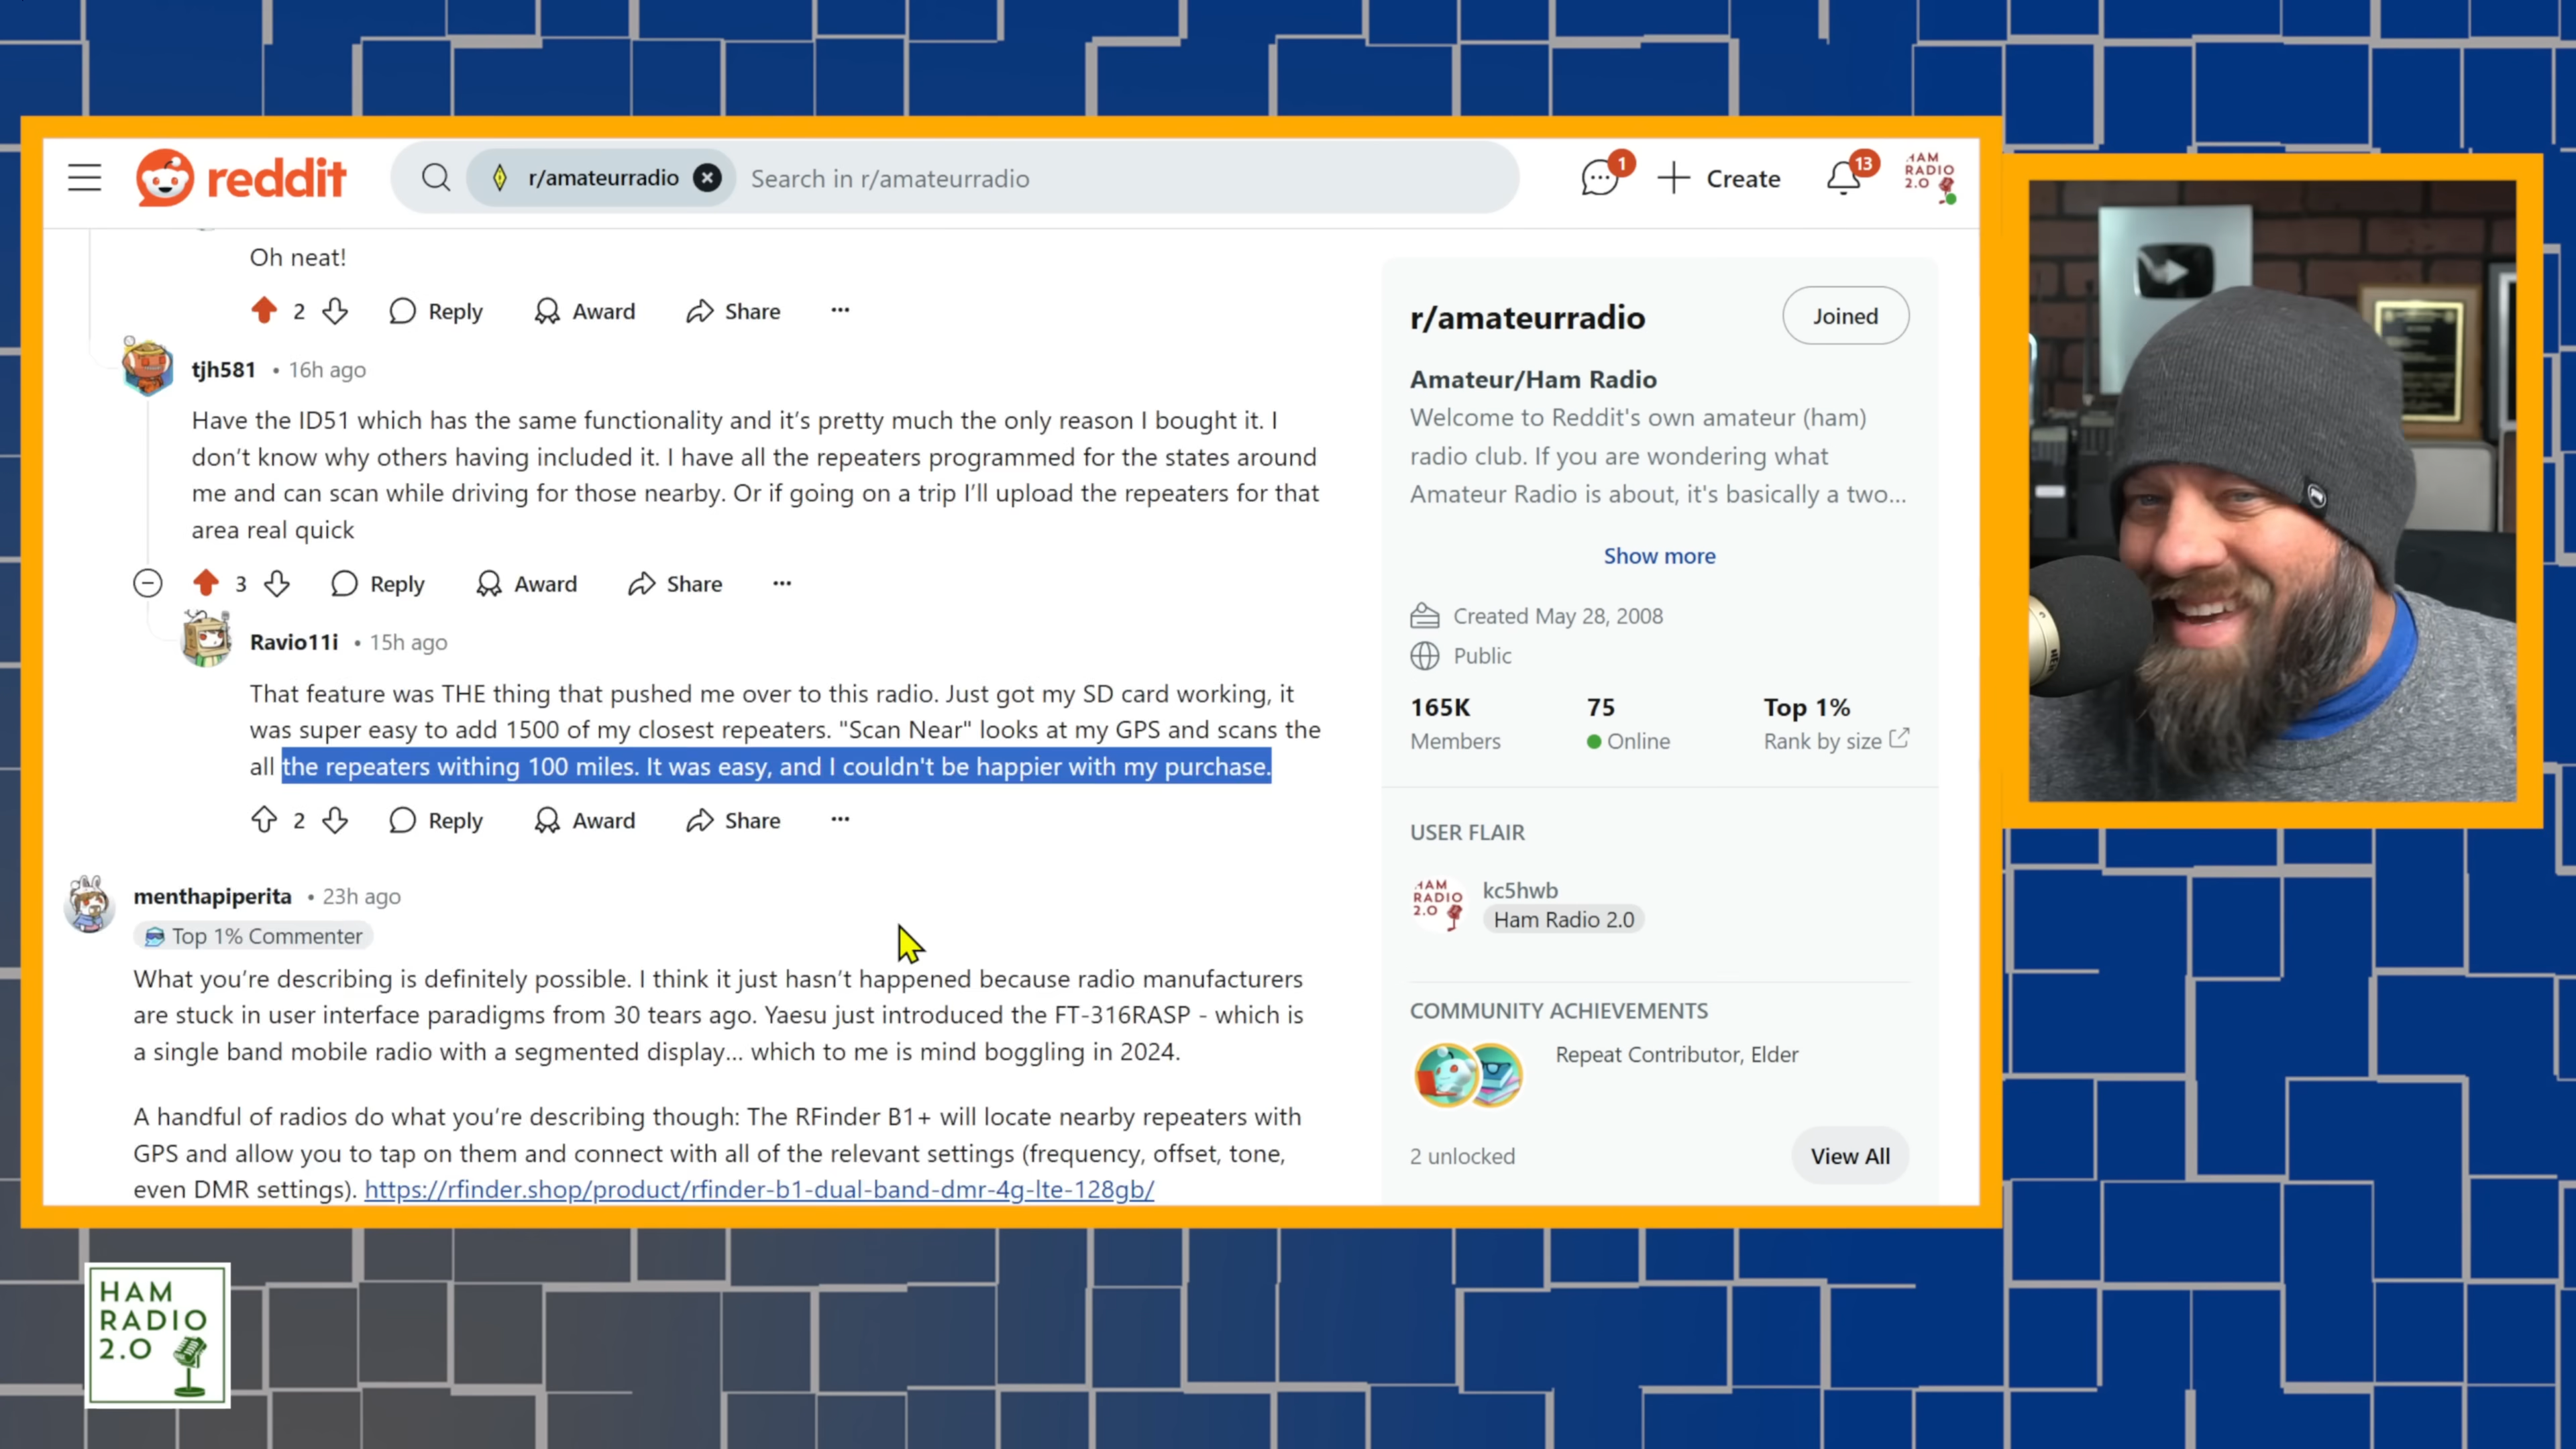 reddit
r/amateurradio
Search in r/amateurradio
1
Create
13
HAM
RADIO
2.0
Oh neat!
2
Reply
Award
Share
tjh581 • 16h ago
Have the ID51 which has the same functionality and it's pretty much the only reason I bought it. I
don't know why others having included it. I have all the repeaters programmed for the states around
me and can scan while driving for those nearby. Or if going on a trip I'll upload the repeaters for that
area real quick
3
Reply
Award
Share
Ravio11i • 15h ago
That feature was THE thing that pushed me over to this radio. Just got my SD card working, it
was super easy to add 1500 of my closest repeaters. "Scan Near" looks at my GPS and scans the
all the repeaters withing 100 miles. It was easy, and I couldn't be happier with my purchase.
2
Reply
Award
Share
menthapiperita • 23h ago
Top 1% Commenter
What you're describing is definitely possible. I think it just hasn't happened because radio manufacturers
are stuck in user interface paradigms from 30 tears ago. Yaesu just introduced the FT-316RASP - which is
a single band mobile radio with a segmented display... which to me is mind boggling in 2024.
A handful of radios do what you're describing though: The RFinder B1+ will locate nearby repeaters with
GPS and allow you to tap on them and connect with all of the relevant settings (frequency, offset, tone,
even DMR settings). https://rfinder.shop/product/rfinder-b1-dual-band-dmr-4g-lte-128gb/
r/amateurradio
Joined
Amateur/Ham Radio
Welcome to Reddit's own amateur (ham)
radio club. If you are wondering what
Amateur Radio is about, it's basically a two...
Show more
Created May 28, 2008
Public
165K
Members
75
Online
Top 1%
Rank by size
USER FLAIR
HAM
RADIO
2.0
kc5hwb
Ham Radio 2.0
COMMUNITY ACHIEVEMENTS
Repeat Contributor, Elder
2 unlocked
View All
HAM
RADIO
2.0